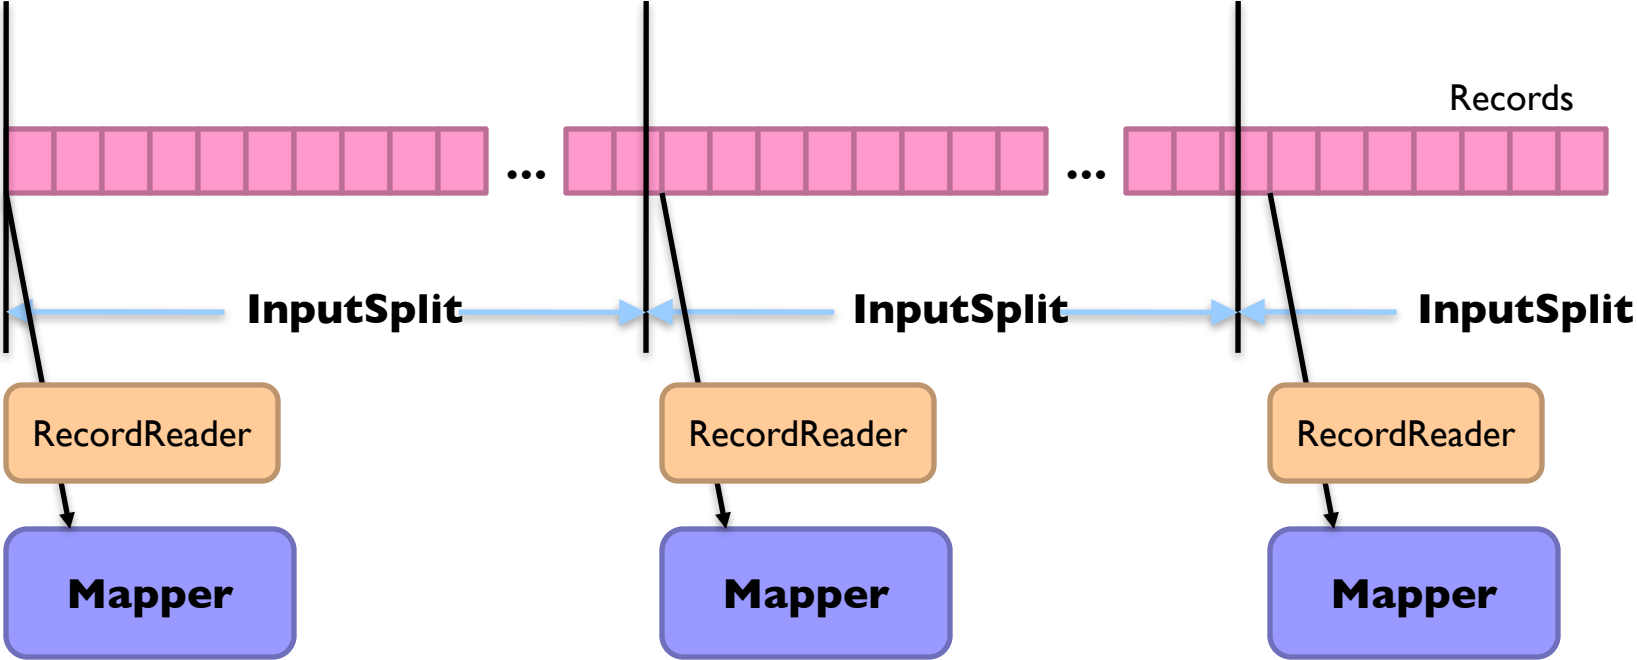 Records
... ...
InputSplit InputSplit InputSplit
RecordReader RecordReader RecordReader
Mapper Mapper Mapper